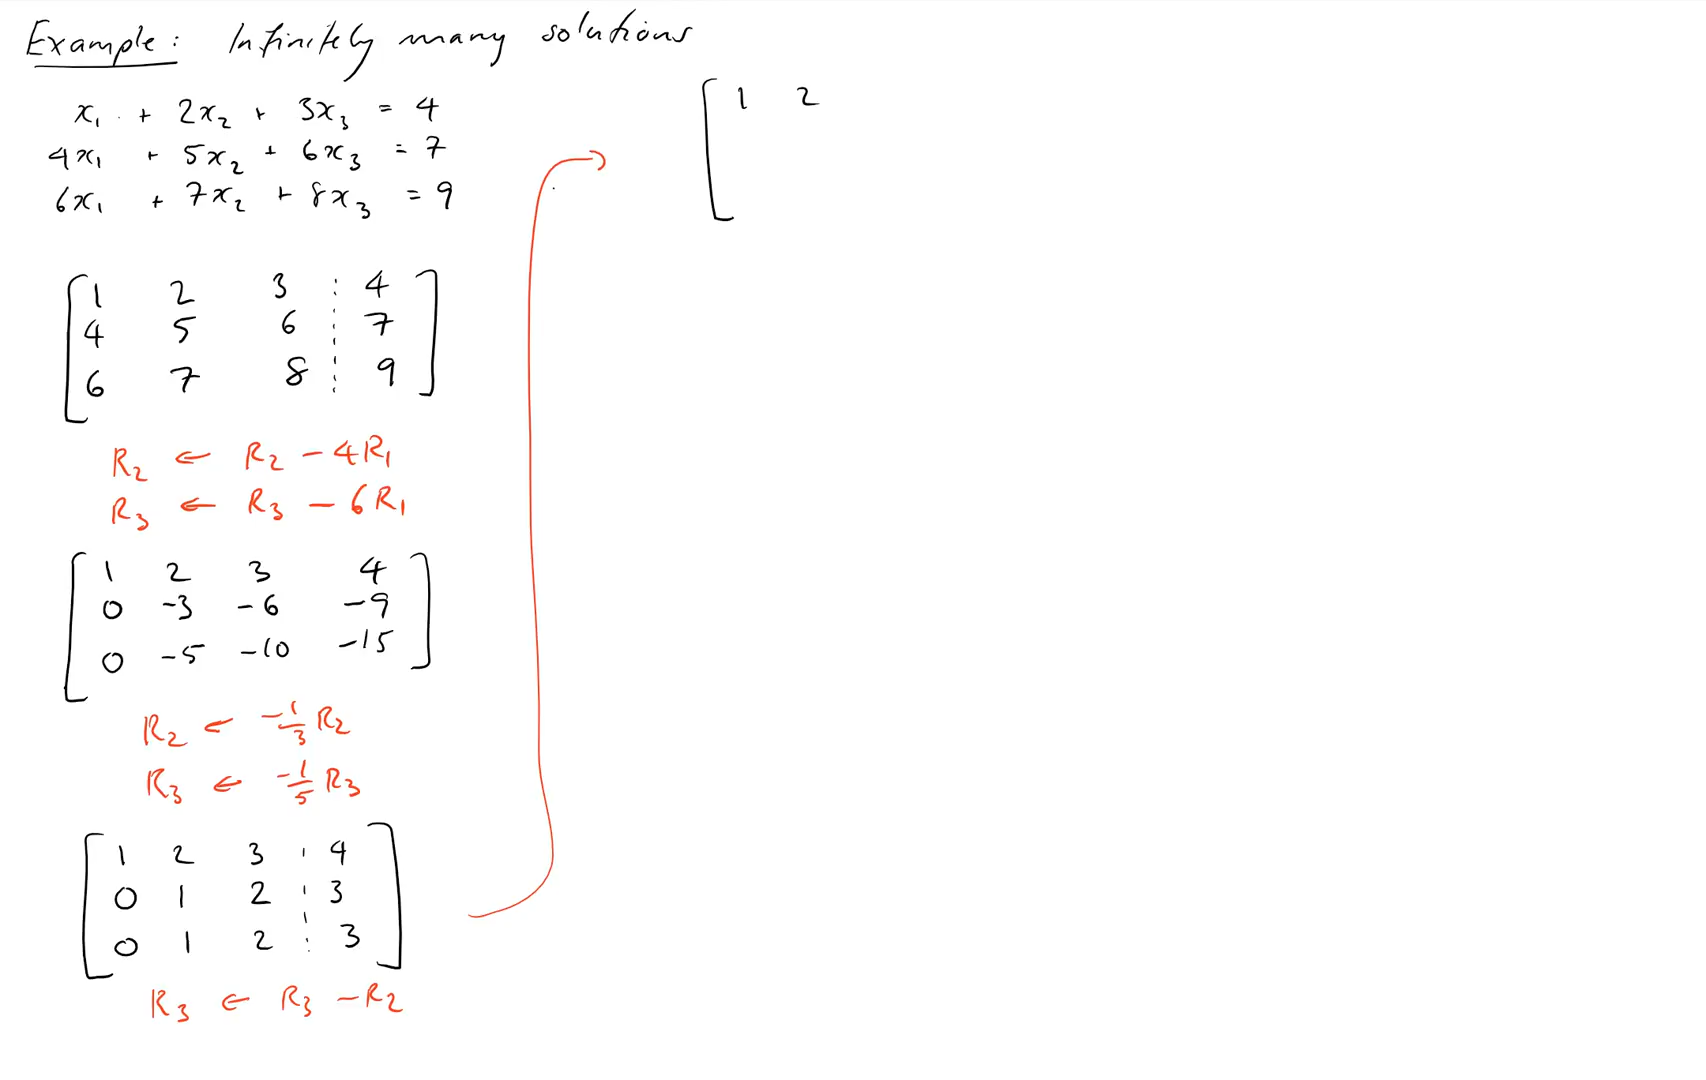 Example: Infinitely many solutions
x₁ + 2x₂ + 3x₃ = 4
4x₁ + 5x₂ + 6x₃ = 7
6x₁ + 7x₂ + 8x₃ = 9
[ 1 2 3 ⋮ 4 ]
[ 4 5 6 ⋮ 7 ]
[ 6 7 8 ⋮ 9 ]
R₂ ← R₂ - 4R₁
R₃ ← R₃ - 6R₁
[ 1 2 3 4 ]
[ 0 -3 -6 -9 ]
[ 0 -5 -10 -15 ]
R₂ ← -1/3 R₂
R₃ ← -1/5 R₃
[ 1 2 3 ⋮ 4 ]
[ 0 1 2 ⋮ 3 ]
[ 0 1 2 ⋮ 3 ]
R₃ ← R₃ - R₂
[ 1 2